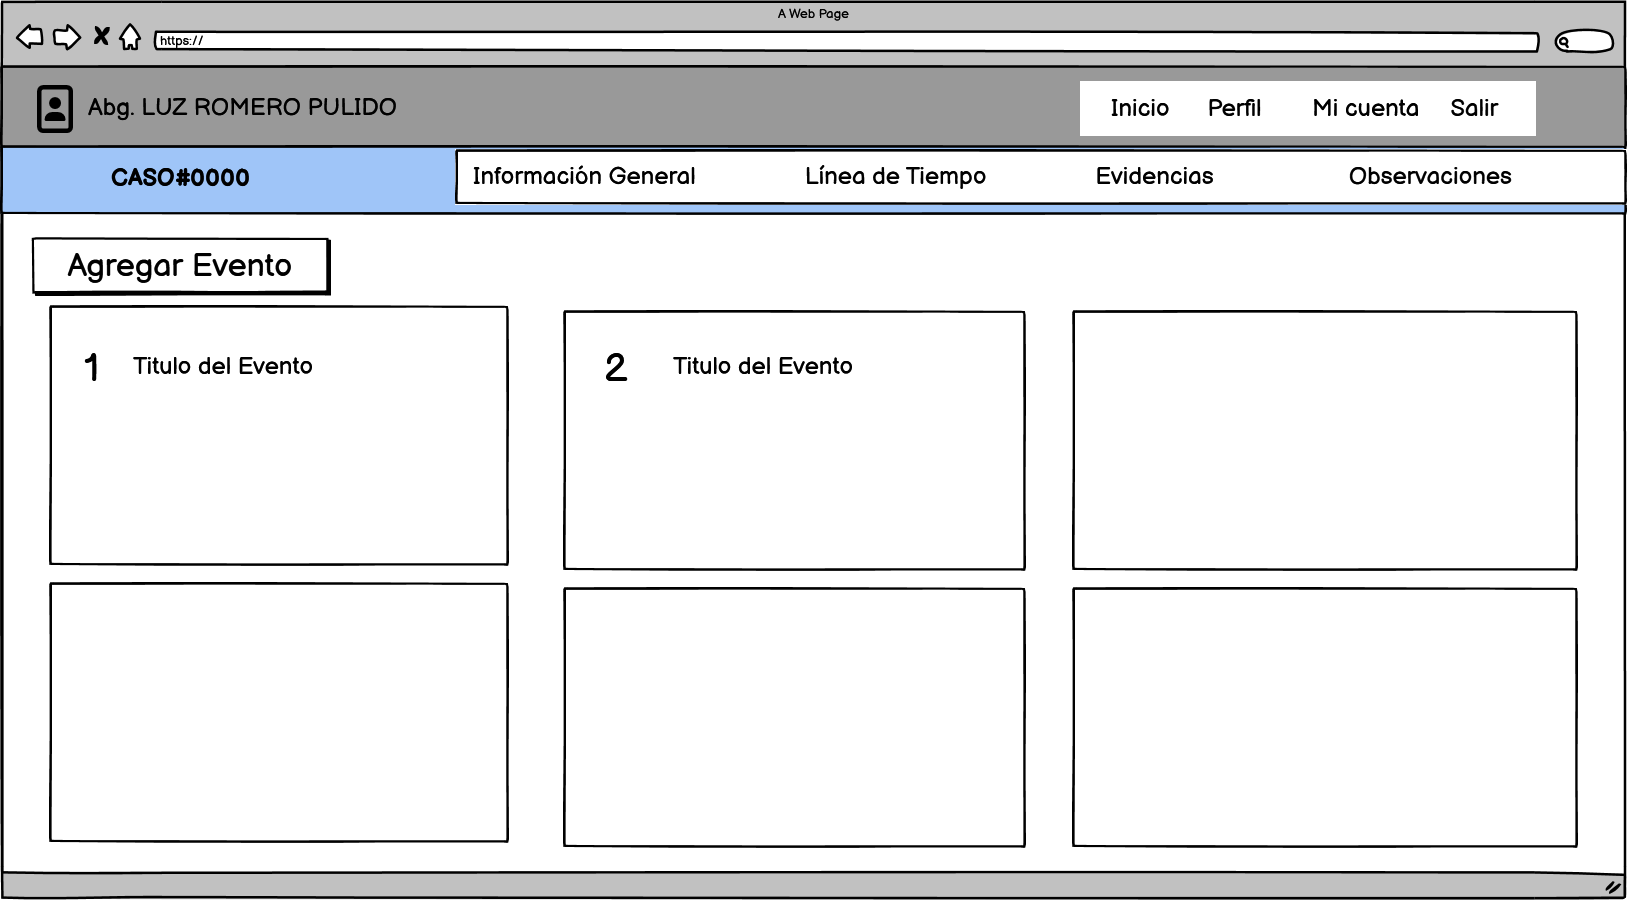 A Web Page
https://
Abg. LUZ ROMERO PULIDO
Inicio Perfil Mi cuenta Salir
CASO#0000
Información General Línea de Tiempo Evidencias Observaciones
Agregar Evento
1 Titulo del Evento
2 Titulo del Evento